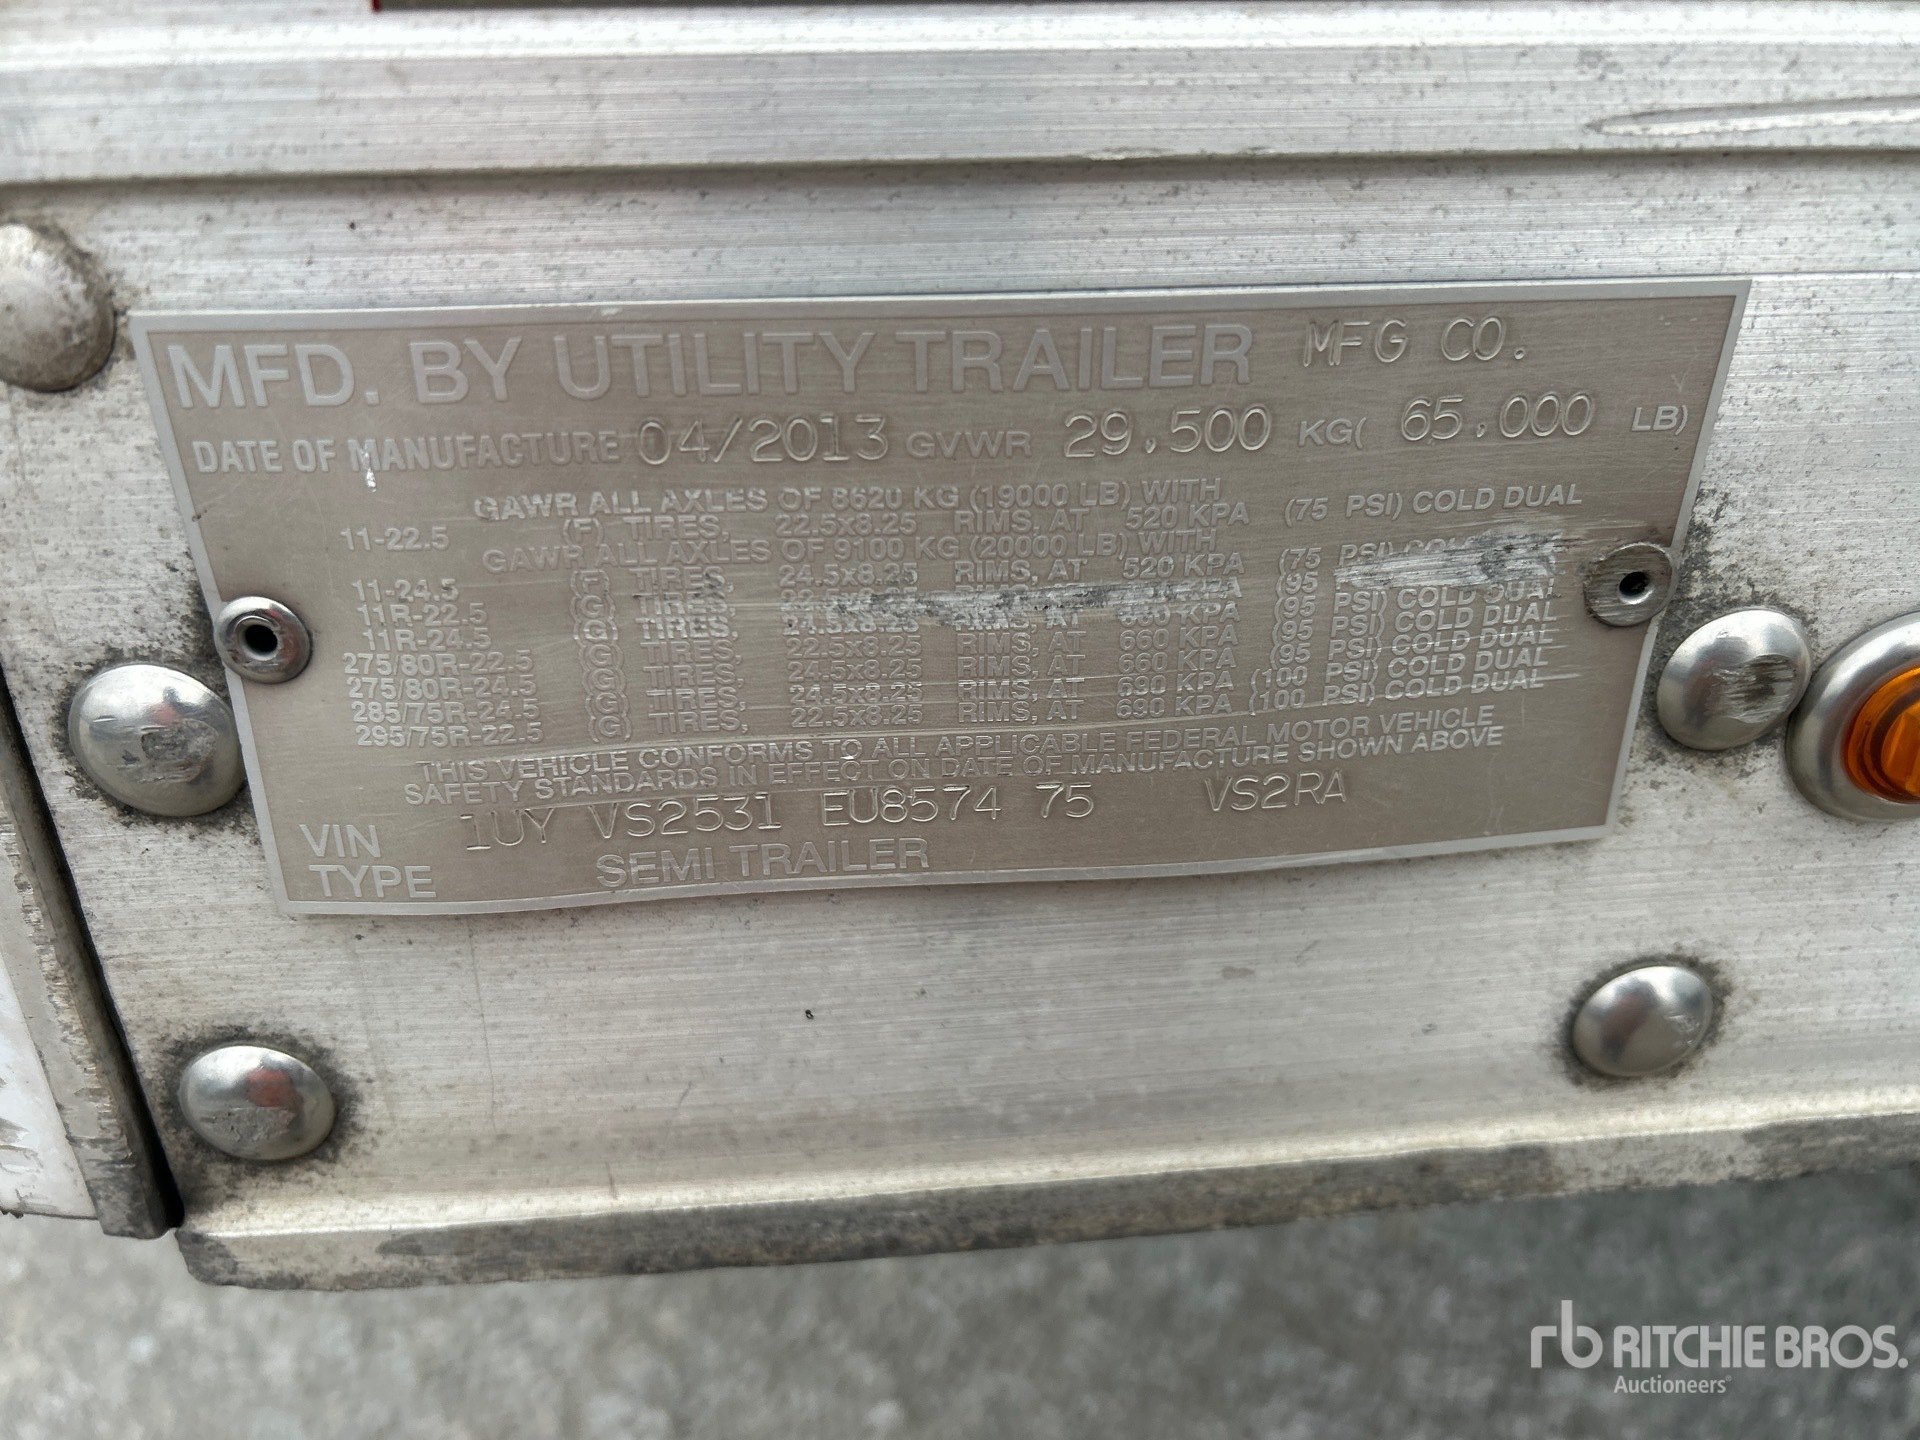 MFD. BY UTILITY TRAILER MFG CO.
DATE OF MANUFACTURE 04/2013 GVWR 29,500 KG( 65,000 LB)
GAWR ALL AXLES OF 8620 KG (19000 LB) WITH
11-22.5 (F) TIRES, 22.5x8.25 RIMS, AT 520 KPA (75 PSI) COLD DUAL
GAWR ALL AXLES OF 9100 KG (20000 LB) WITH
11-24.5 (F) TIRES, 24.5x8.25 RIMS, AT 520 KPA (75 PSI) COLD
11R-22.5 (G) TIRES, (95
11R-24.5 (G) TIRES, 24.5x8.25 RIMS, AT 660 KPA (95 PSI) COLD DUAL
275/80R-22.5 (G) TIRES, 22.5x8.25 RIMS, AT 660 KPA (95 PSI) COLD DUAL
275/80R-24.5 (G) TIRES, 24.5x8.25 RIMS, AT 660 KPA (95 PSI) COLD DUAL
285/75R-24.5 (G) TIRES, 24.5x8.25 RIMS, AT 690 KPA (100 PSI) COLD DUAL
295/75R-22.5 (G) TIRES, 22.5x8.25 RIMS, AT 690 KPA (100 PSI) COLD DUAL
THIS VEHICLE CONFORMS TO ALL APPLICABLE FEDERAL MOTOR VEHICLE
SAFETY STANDARDS IN EFFECT ON DATE OF MANUFACTURE SHOWN ABOVE
VIN 1UY VS2531 EU8574 75 VS2RA
TYPE SEMI TRAILER
rb RITCHIE BROS.
Auctioneers